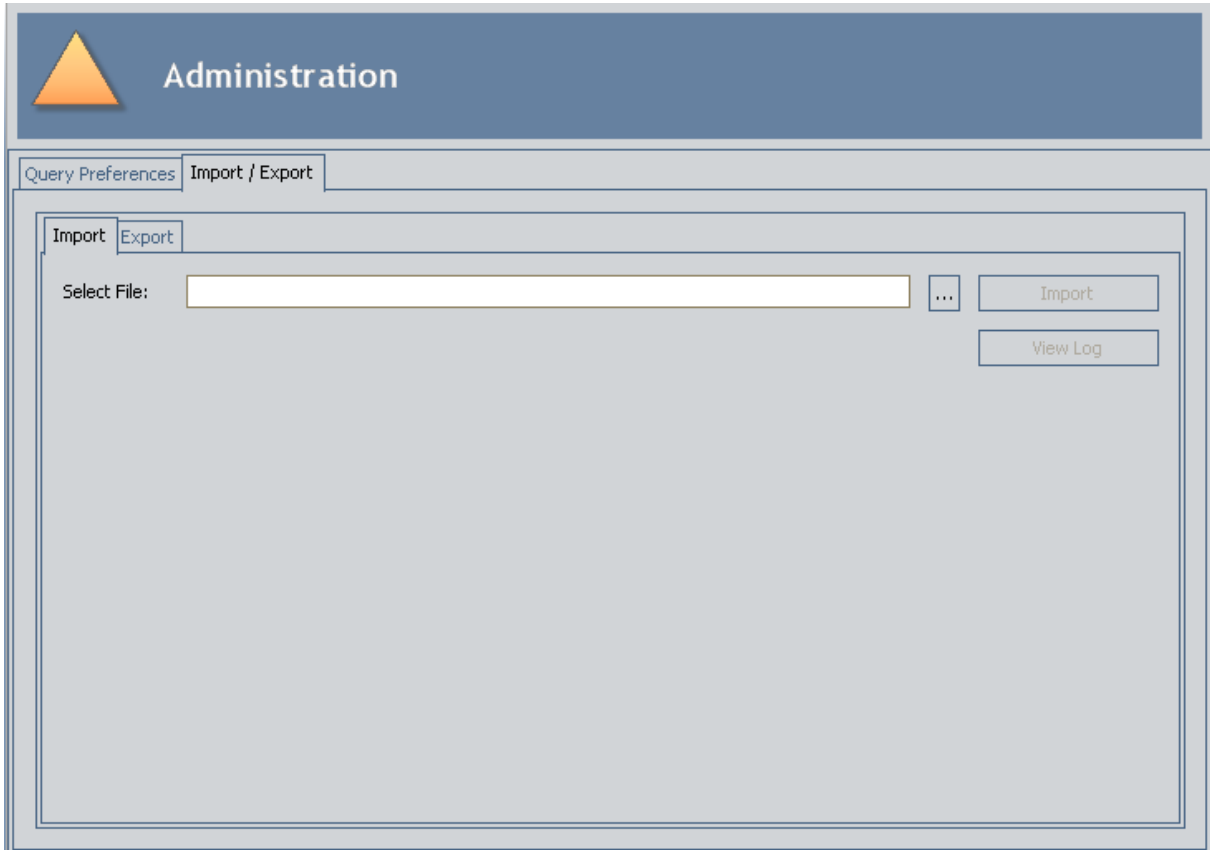 Administration
Query Preferences Import / Export
Import Export
Select File: ... Import
View Log